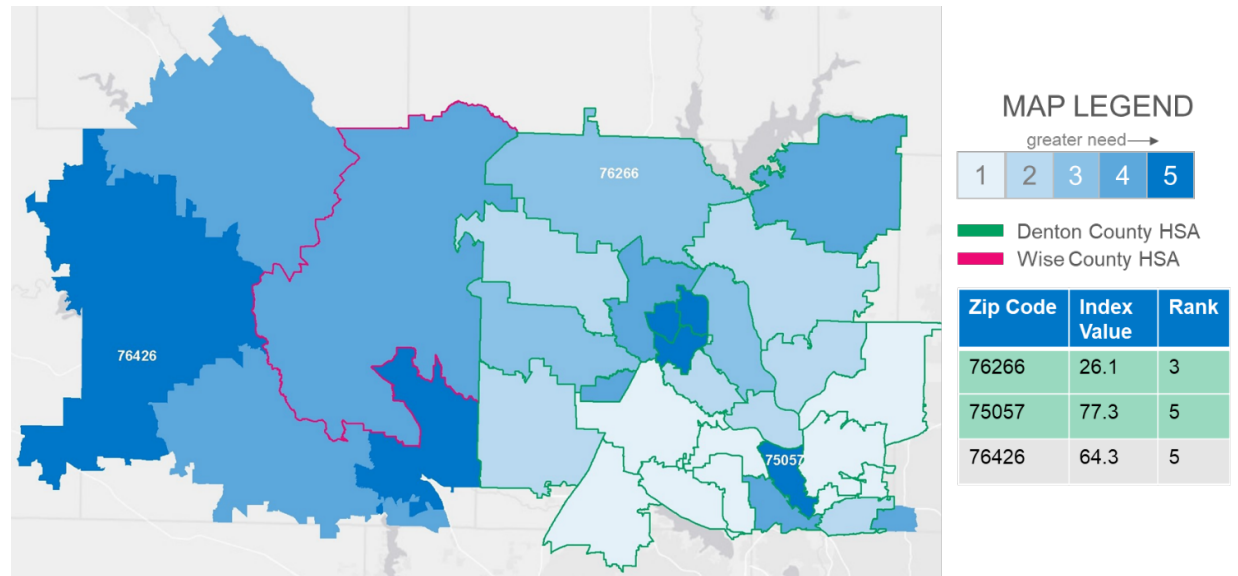 76266
76426
75057
MAP LEGEND
greater need
1 2 3 4 5
Denton County HSA
Wise County HSA
Zip Code Index Value Rank
76266 26.1 3
75057 77.3 5
76426 64.3 5